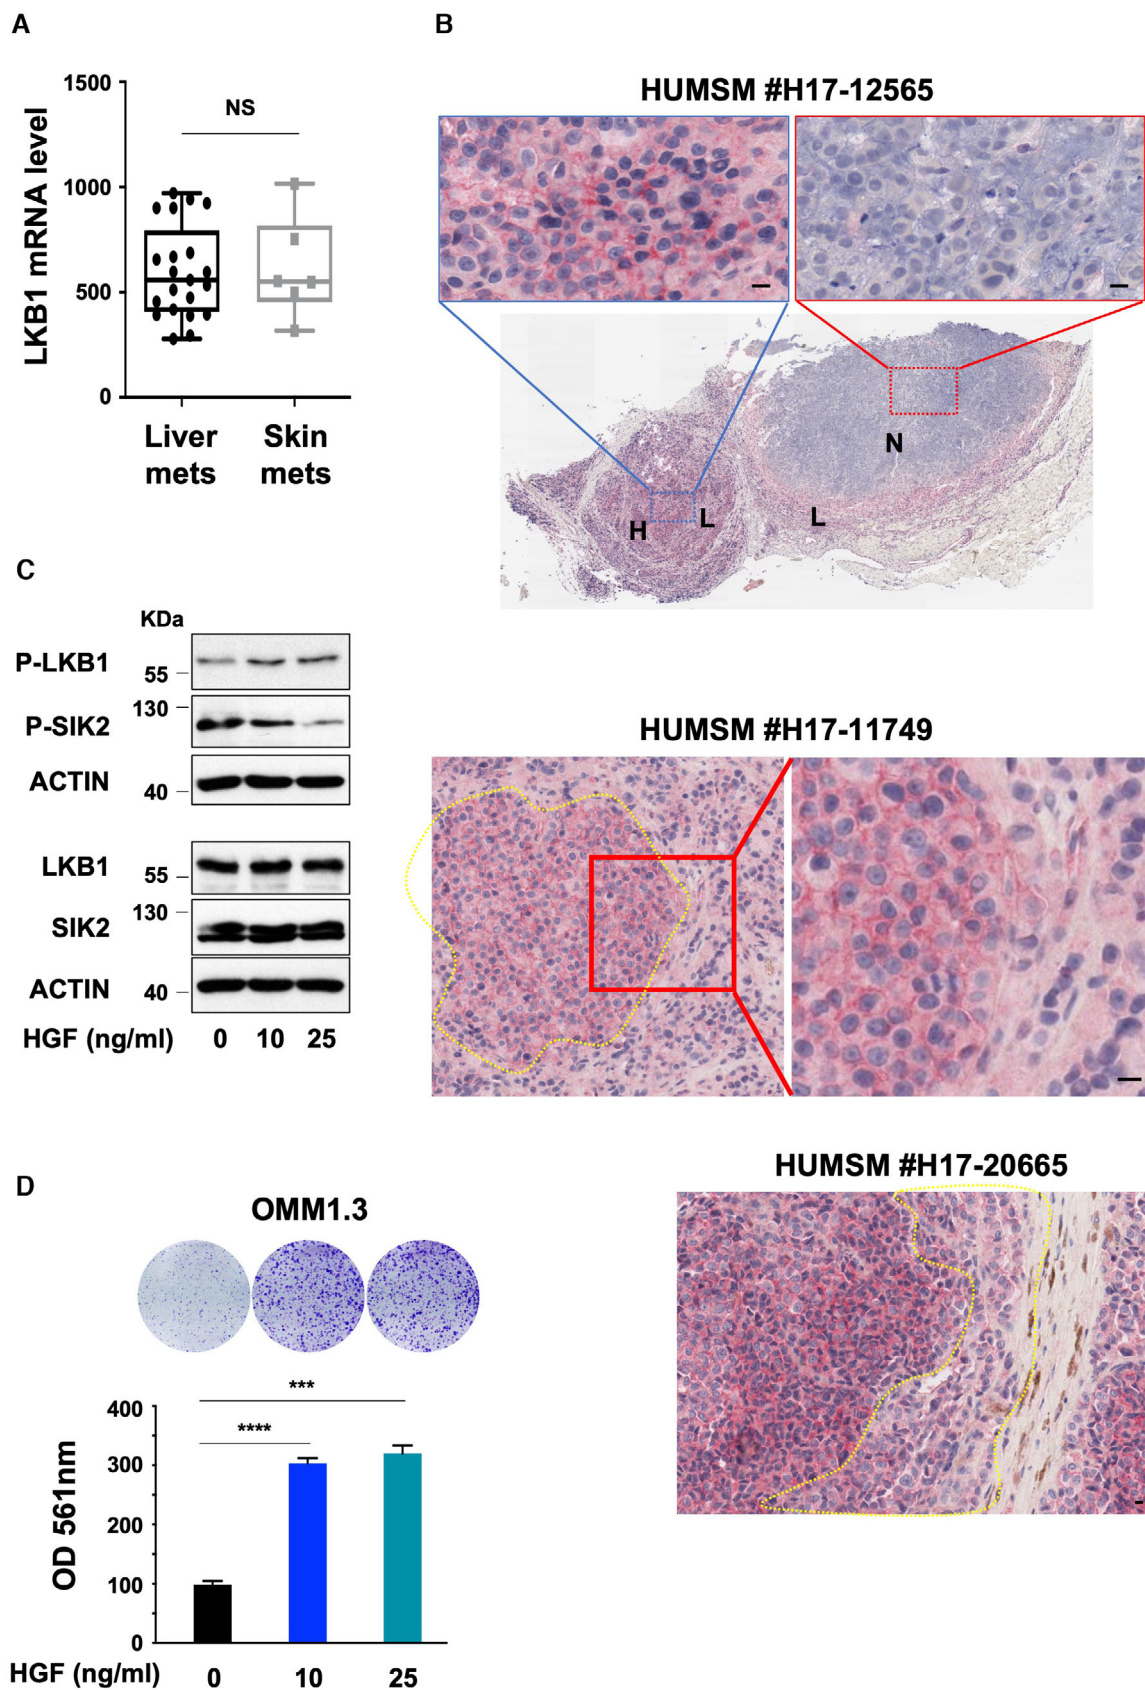 A
1500
1000
500
0
LKB1 mRNA level
NS
Liver
mets
Skin
mets
B
HUMSM #H17-12565
N
H
L
L
HUMSM #H17-11749
HUMSM #H17-20665
C
KDa
P-LKB1
55
P-SIK2
130
ACTIN
40
LKB1
55
SIK2
130
ACTIN
40
HGF (ng/ml) 0 10 25
D
OMM1.3
***
****
400
300
200
100
0
OD 561nm
HGF (ng/ml) 0 10 25